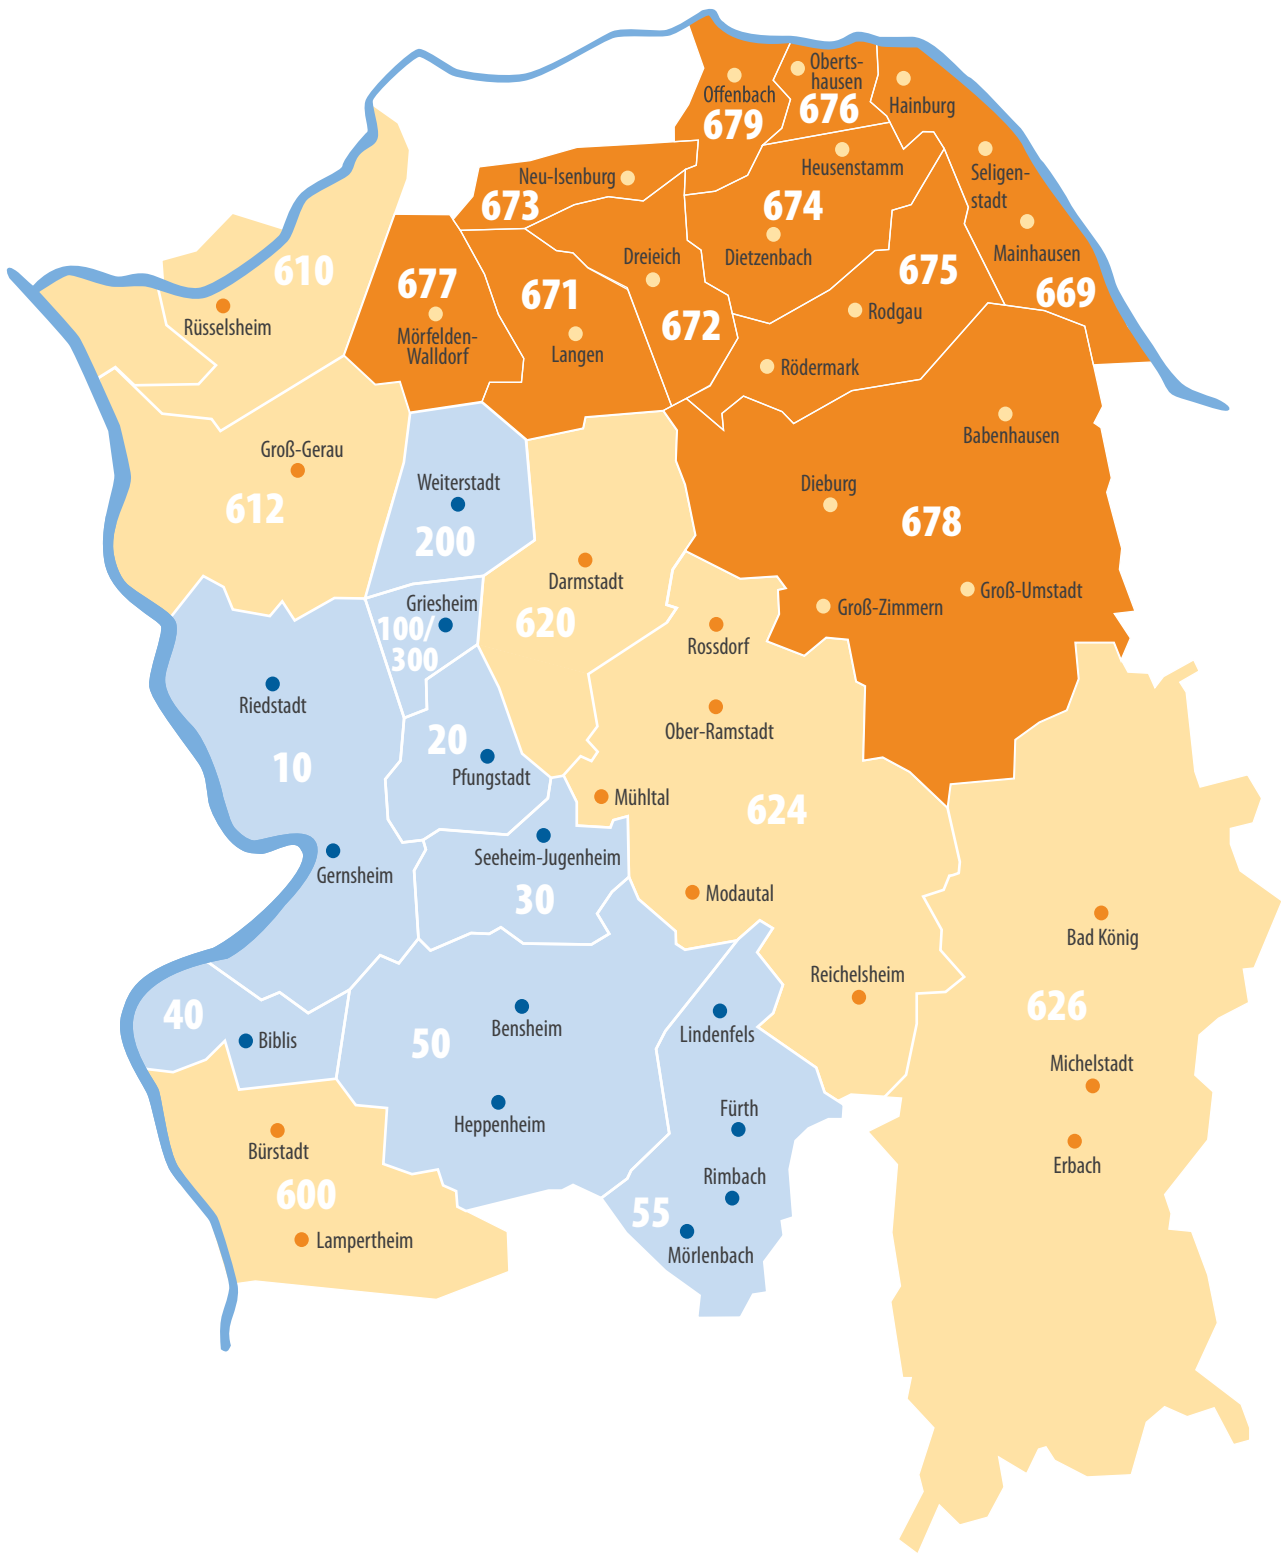 Offenbach
679
Oberts-
hausen
676
Hainburg
Seligen-
stadt
Mainhausen
669
Neu-Isenburg
673
Heusenstamm
674
Dietzenbach
Dreieich
672
675
Rodgau
Rödermark
610
Rüsselsheim
677
Mörfelden-
Walldorf
671
Langen
Babenhausen
Dieburg
678
Groß-Umstadt
Groß-Zimmern
Groß-Gerau
612
Weiterstadt
200
Darmstadt
620
Griesheim
100/
300
Rossdorf
Riedstadt
10
Ober-Ramstadt
20
Pfungstadt
Mühltal
624
Seeheim-Jugenheim
30
Gernsheim
Modautal
Bad König
Reichelsheim
626
40
Biblis
50
Bensheim
Lindenfels
Michelstadt
Heppenheim
Fürth
Bürstadt
Erbach
Rimbach
600
55
Lampertheim
Mörlenbach